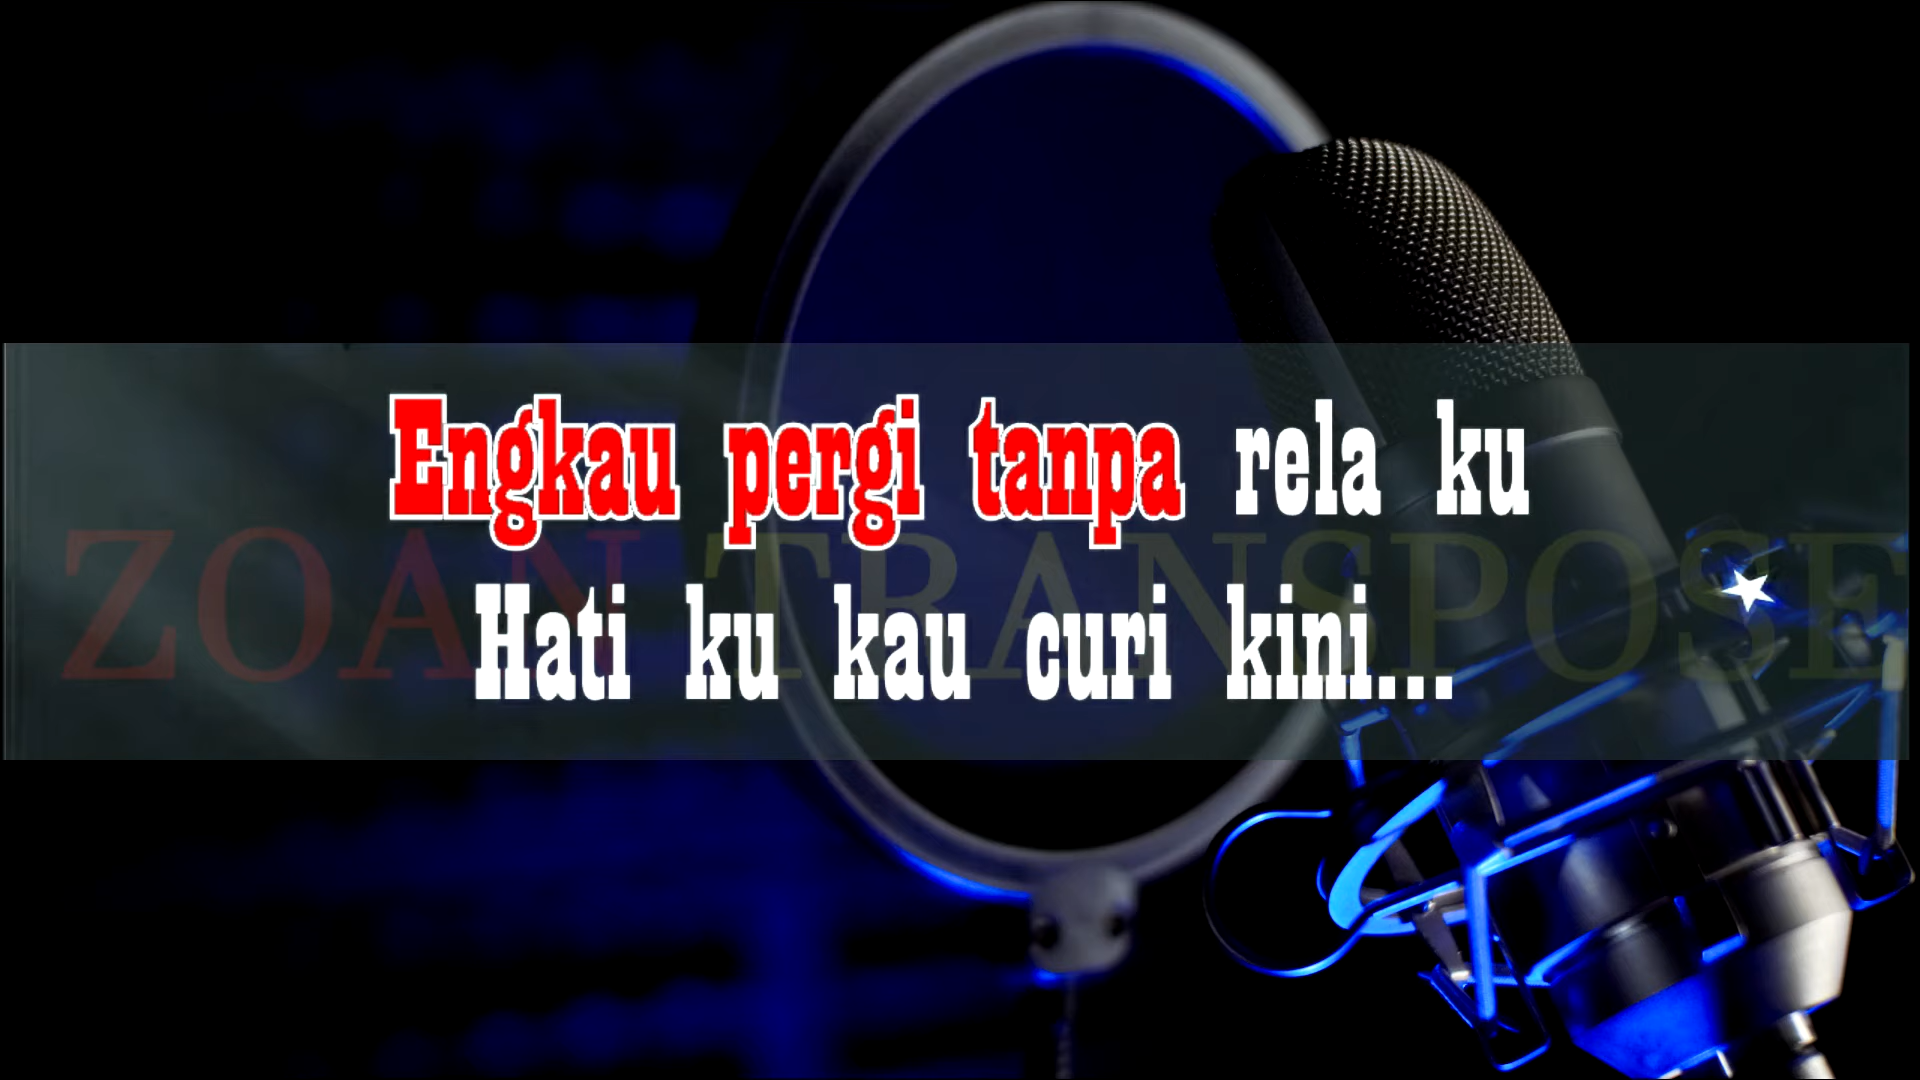 Engkau pergi tanpa rela ku
ZOAN TRANSPOSE
Hati ku kau curi kini...